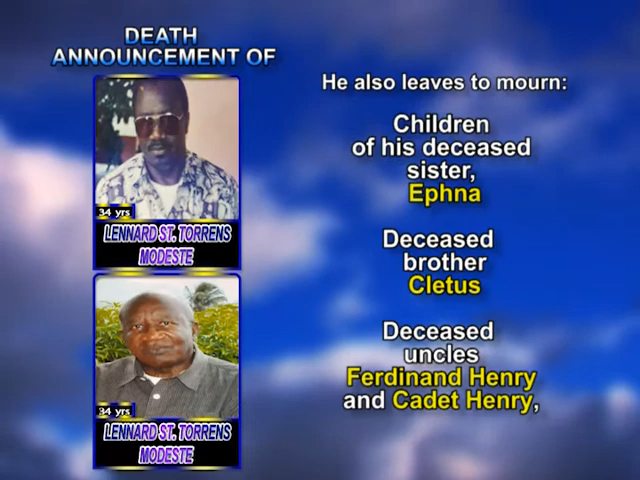 DEATH
ANNOUNCEMENT OF
34 yrs
LENNARD ST. TORRENS
MODESTE
34 yrs
LENNARD ST. TORRENS
MODESTE
He also leaves to mourn:
Children
of his deceased
sister,
Ephna
Deceased
brother
Cletus
Deceased
uncles
Ferdinand Henry
and Cadet Henry,